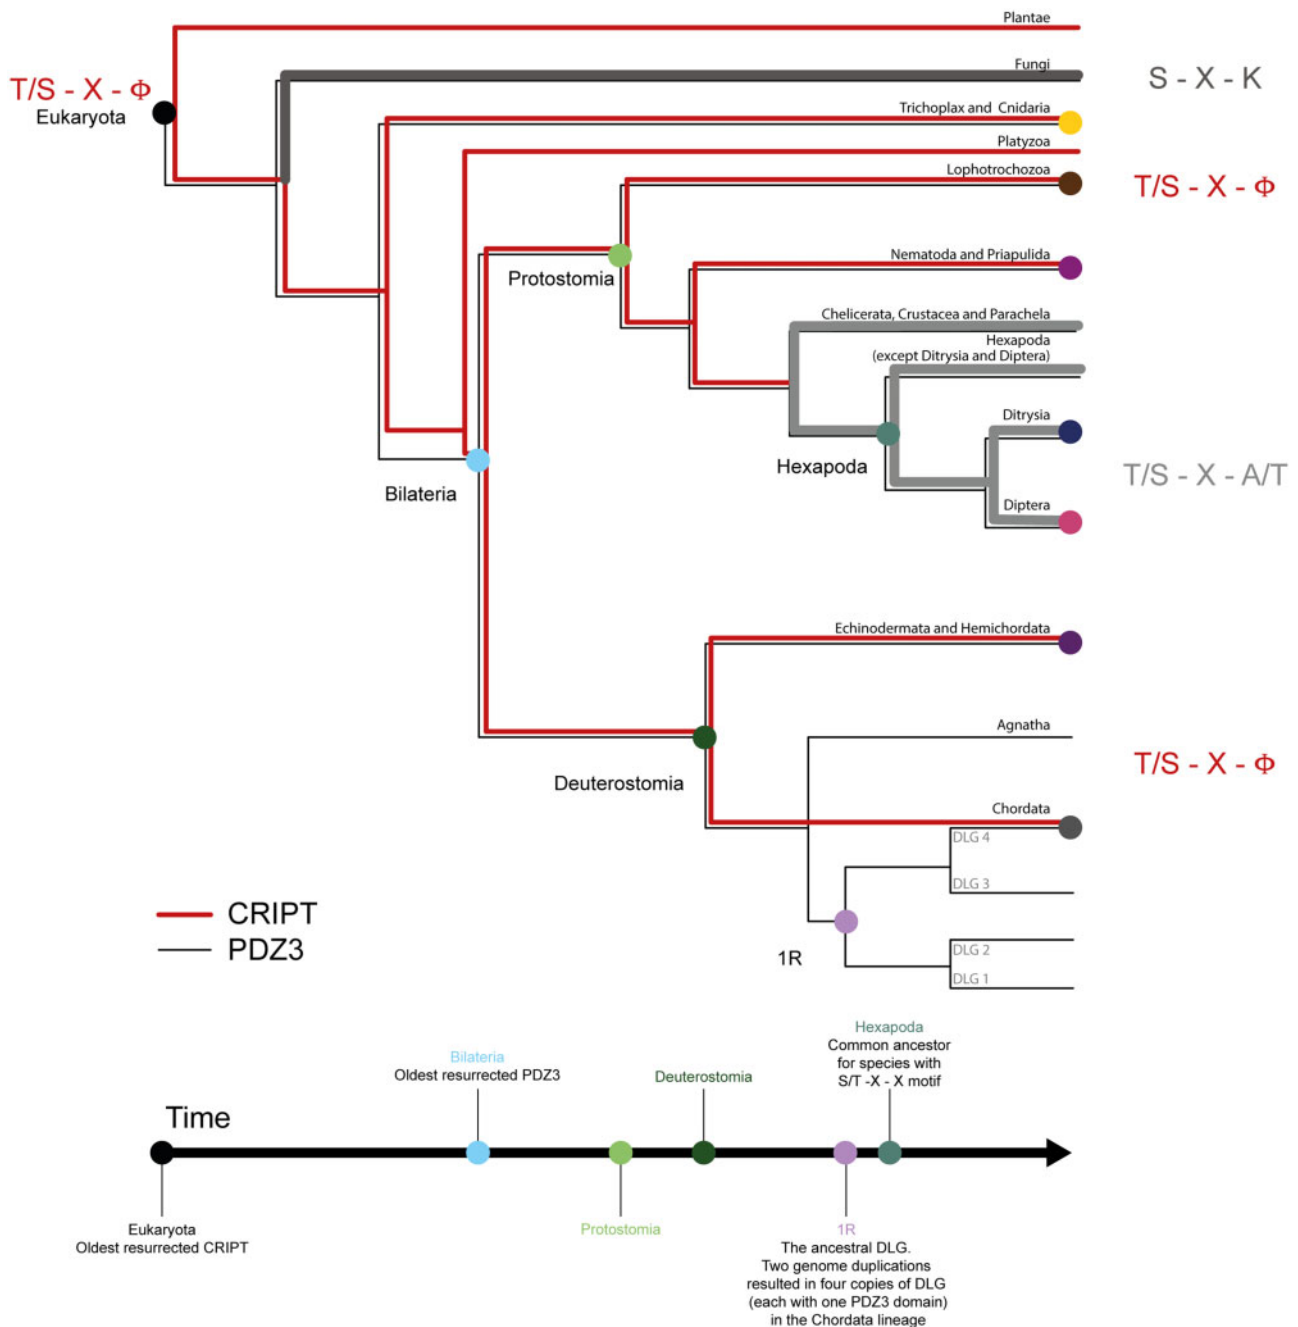 Plantae
Fungi
S - X - K
T/S - X - Φ
Eukaryota
Trichoplax and Cnidaria
Platyzoa
Lophotrochozoa
T/S - X - Φ
Nematoda and Priapulida
Protostomia
Chelicerata, Crustacea and Parachela
Hexapoda
(except Ditrysia and Diptera)
Ditrysia
Hexapoda
T/S - X - A/T
Bilateria
Diptera
Echinodermata and Hemichordata
Agnatha
T/S - X - Φ
Deuterostomia
Chordata
DLG 4
DLG 3
CRIPT
PDZ3
DLG 2
1R
DLG 1
Hexapoda
Common ancestor
for species with
S/T -X - X motif
Bilateria
Oldest resurrected PDZ3
Deuterostomia
Time
Eukaryota
Oldest resurrected CRIPT
Protostomia
1R
The ancestral DLG.
Two genome duplications
resulted in four copies of DLG
(each with one PDZ3 domain)
in the Chordata lineage